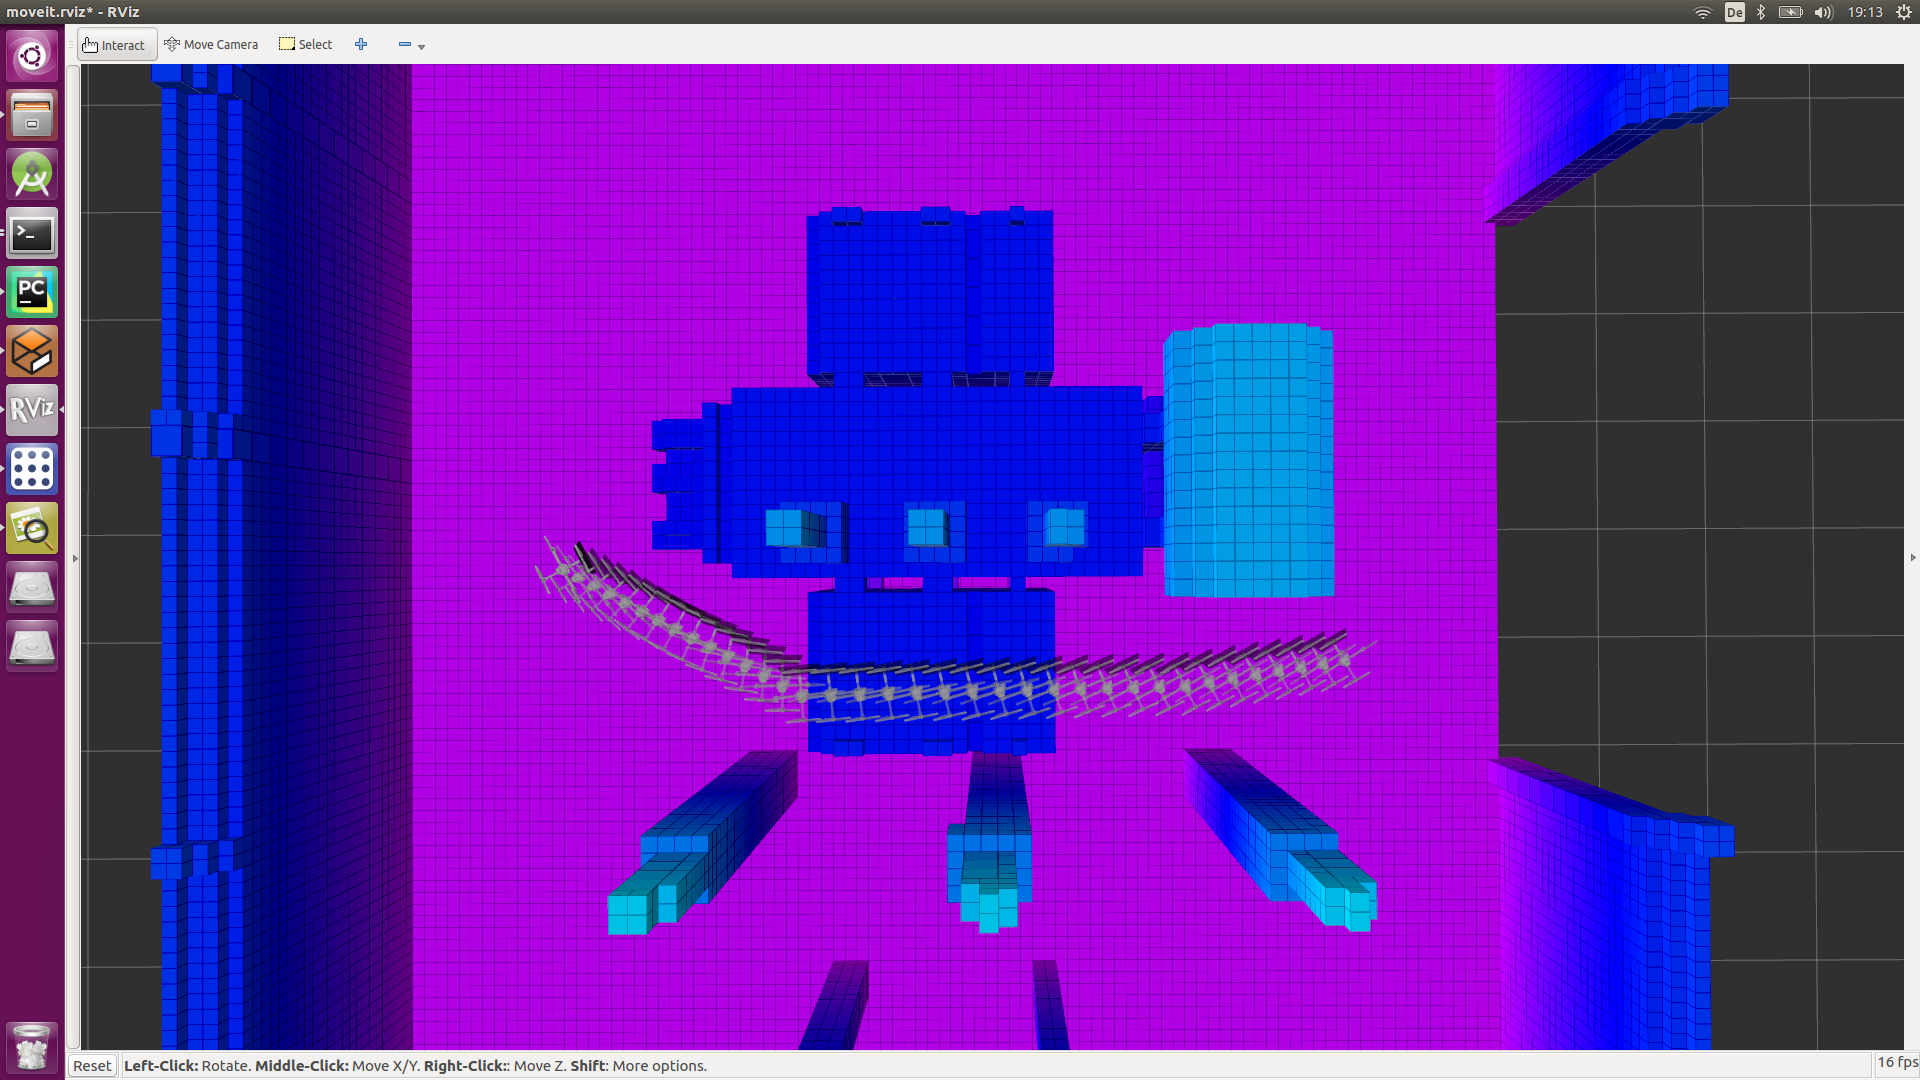 moveit.rviz* - RViz
De
19:13
Interact
Move Camera
Select
>_
PC
RViz
Reset
Left-Click: Rotate. Middle-Click: Move X/Y. Right-Click:: Move Z. Shift: More options.
16 fps